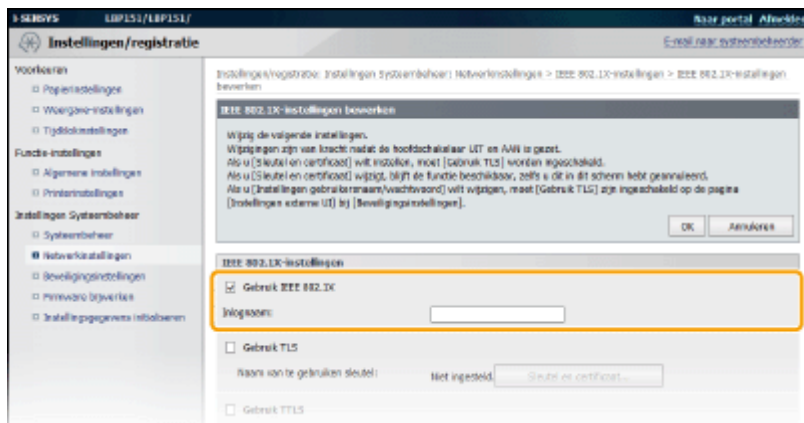 i-SENSYS LBP151/LBP151/ Naar portal Afmelden
Instellingen/registratie E-mail naar systeembeheerder
Voorkeuren
Papierinstellingen
Weergave-instellingen
Tijdklokinstellingen
Functie-instellingen
Algemene instellingen
Printerinstellingen
Instellingen Systeembeheer
Systeembeheer
Netwerkinstellingen
Beveiligingsinstellingen
Firmware bijwerken
Instellingsgegevens initialiseren
Instellingen/registratie: Instellingen Systeembeheer: Netwerkinstellingen > IEEE 802.1X-instellingen > IEEE 802.1X-instellingen
bewerken
IEEE 802.1X-instellingen bewerken
Wijzig de volgende instellingen.
Wijzigingen zijn van kracht nadat de hoofdschakelaar UIT en AAN is gezet.
Als u [Sleutel en certificaat] wilt instellen, moet [Gebruik TLS] worden ingeschakeld.
Als u [Sleutel en certificaat] wijzigt, blijft de functie beschikbaar, zelfs u dit in dit scherm hebt geannuleerd.
Als u [Instellingen gebruikersnaam/wachtwoord] wilt wijzigen, moet [Gebruik TLS] zijn ingeschakeld op de pagina
[Instellingen externe UI] bij [Beveiligingsinstellingen].
OK Annuleren
IEEE 802.1X-instellingen
Gebruik IEEE 802.1X
Inlognaam:
Gebruik TLS
Naam van te gebruiken sleutel: Niet ingesteld. Sleutel en certificaat...
Gebruik TTLS